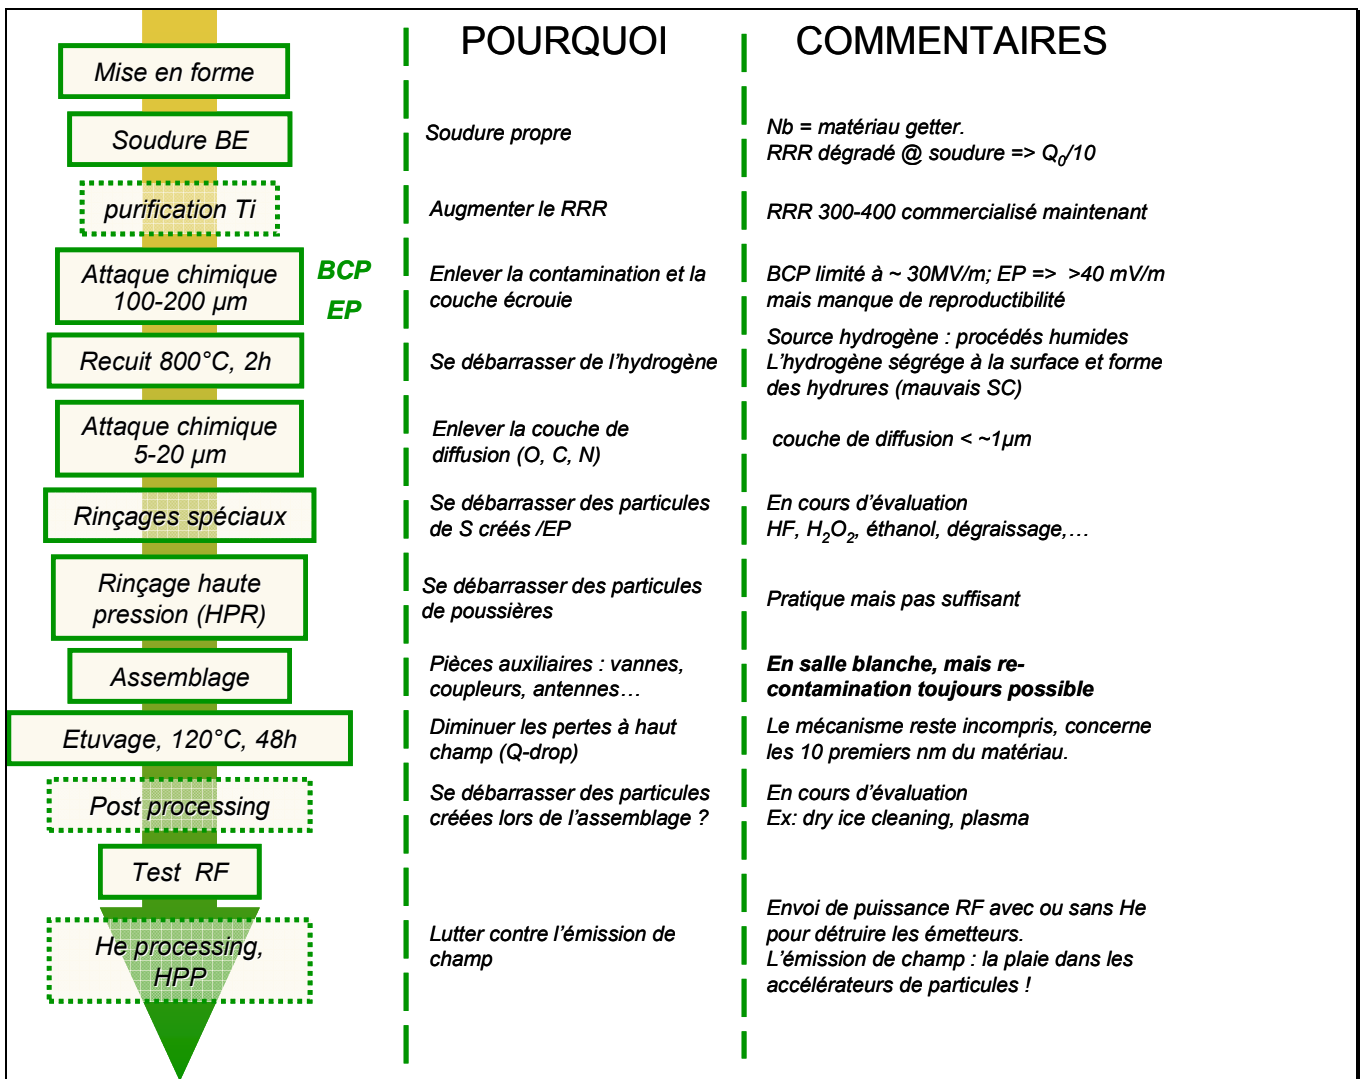 POURQUOI
COMMENTAIRES
Mise en forme
Soudure BE
Soudure propre
Nb = matériau getter.
RRR dégradé @ soudure => Q0/10
purification Ti
Augmenter le RRR
RRR 300-400 commercialisé maintenant
Attaque chimique
100-200 µm
BCP
EP
Enlever la contamination et la
couche écrouie
BCP limité à ~ 30MV/m; EP => >40 mV/m
mais manque de reproductibilité
Recuit 800°C, 2h
Se débarrasser de l'hydrogène
Source hydrogène : procédés humides
L'hydrogène ségrége à la surface et forme
des hydrures (mauvais SC)
Attaque chimique
5-20 µm
Enlever la couche de
diffusion (O, C, N)
couche de diffusion < ~1µm
Rinçages spéciaux
Se débarrasser des particules
de S créés /EP
En cours d'évaluation
HF, H2O2, éthanol, dégraissage,…
Rinçage haute
pression (HPR)
Se débarrasser des particules
de poussières
Pratique mais pas suffisant
Assemblage
Pièces auxiliaires : vannes,
coupleurs, antennes…
En salle blanche, mais re-
contamination toujours possible
Etuvage, 120°C, 48h
Diminuer les pertes à haut
champ (Q-drop)
Le mécanisme reste incompris, concerne
les 10 premiers nm du matériau.
Post processing
Se débarrasser des particules
créées lors de l'assemblage ?
En cours d'évaluation
Ex: dry ice cleaning, plasma
Test RF
He processing,
HPP
Lutter contre l'émission de
champ
Envoi de puissance RF avec ou sans He
pour détruire les émetteurs.
L'émission de champ : la plaie dans les
accélérateurs de particules !